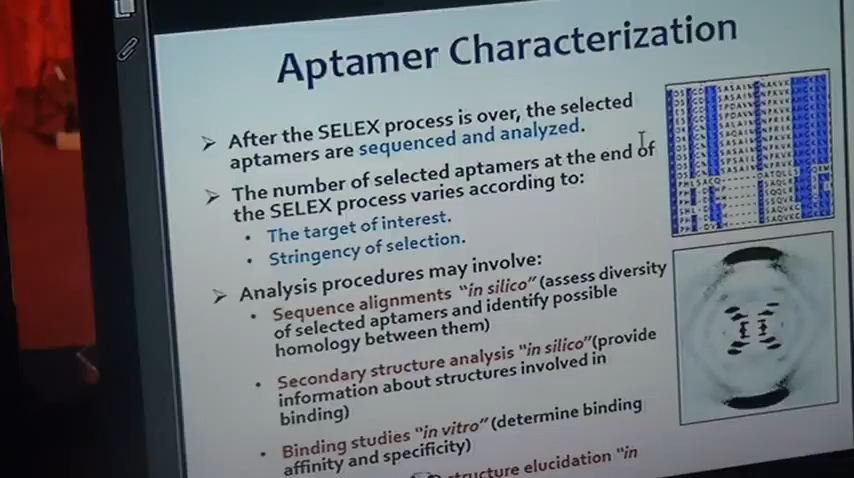 Aptamer Characterization
➢ After the SELEX process is over, the selected
aptamers are sequenced and analyzed.
➢ The number of selected aptamers at the end of
the SELEX process varies according to:
• The target of interest.
• Stringency of selection.
➢ Analysis procedures may involve:
• Sequence alignments "in silico" (assess diversity
of selected aptamers and identify possible
homology between them)
• Secondary structure analysis "in silico"(provide
information about structures involved in
binding)
• Binding studies "in vitro" (determine binding
affinity and specificity)
structure elucidation "in